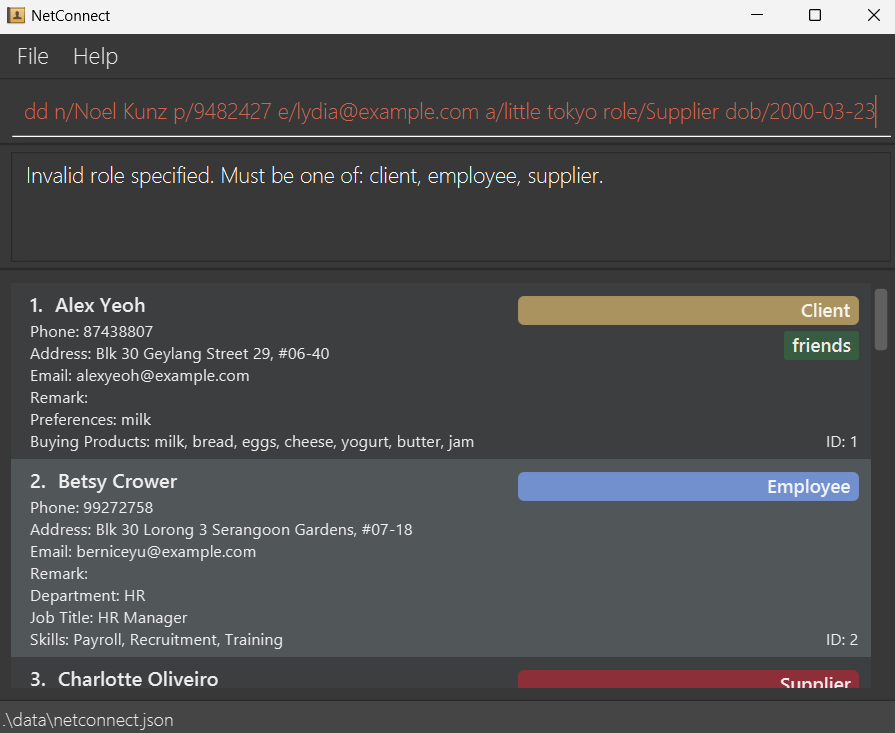 NetConnect
File Help
dd n/Noel Kunz p/9482427 e/lydia@example.com a/little tokyo role/Supplier dob/2000-03-23
Invalid role specified. Must be one of: client, employee, supplier.
1. Alex Yeoh
Client
Phone: 87438807
friends
Address: Blk 30 Geylang Street 29, #06-40
Email: alexyeoh@example.com
Remark:
Preferences: milk
Buying Products: milk, bread, eggs, cheese, yogurt, butter, jam
ID: 1
2. Betsy Crower
Employee
Phone: 99272758
Address: Blk 30 Lorong 3 Serangoon Gardens, #07-18
Email: berniceyu@example.com
Remark:
Department: HR
Job Title: HR Manager
Skills: Payroll, Recruitment, Training
ID: 2
3. Charlotte Oliveiro
Supplier
.\data\netconnect.json